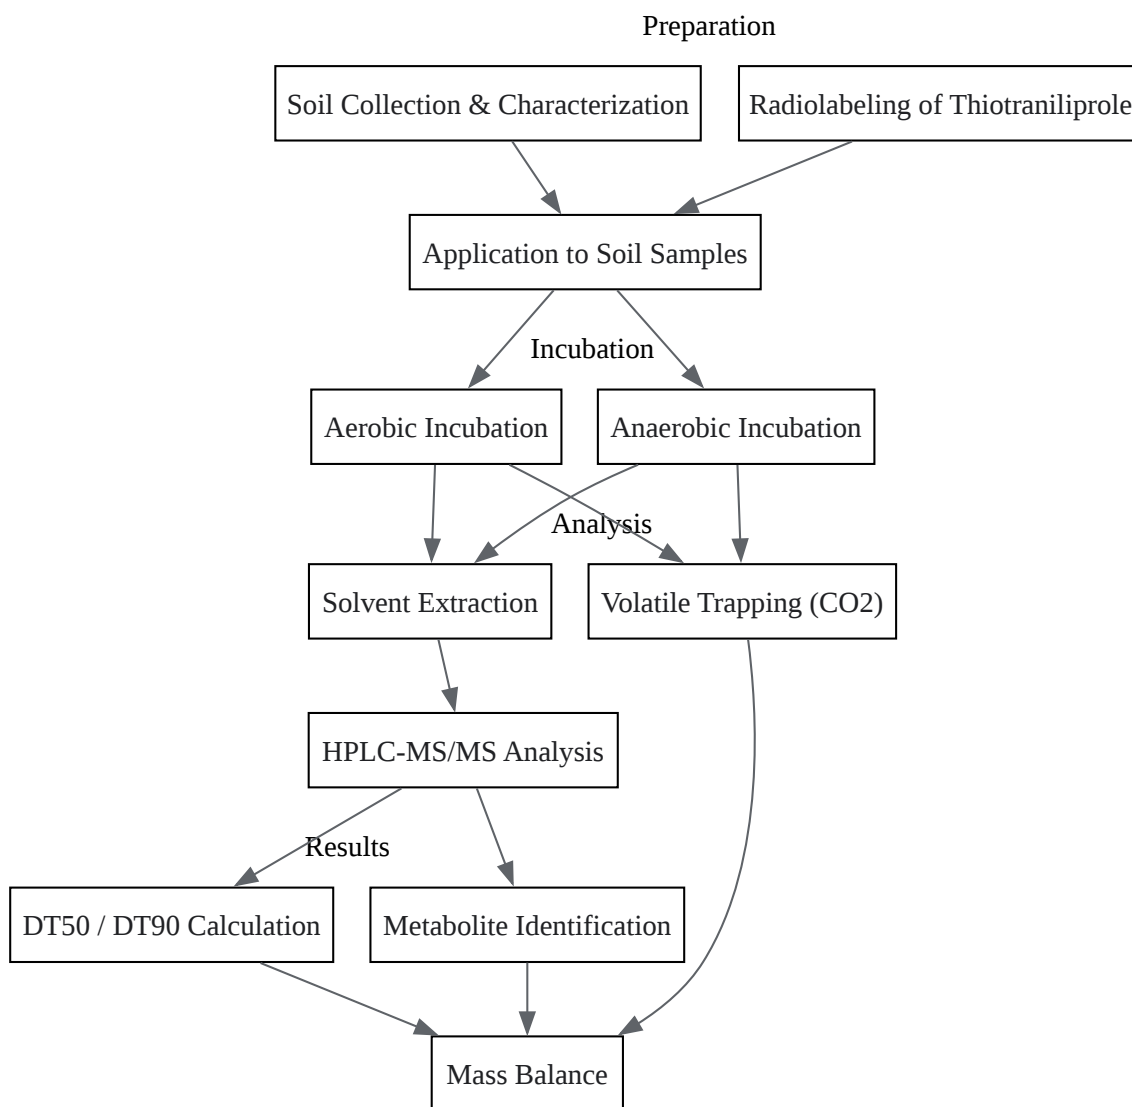 Preparation
Soil Collection & Characterization
Radiolabeling of Thiotraniliprole
Application to Soil Samples
Incubation
Aerobic Incubation
Anaerobic Incubation
Analysis
Solvent Extraction
Volatile Trapping (CO2)
HPLC-MS/MS Analysis
Results
DT50 / DT90 Calculation
Metabolite Identification
Mass Balance